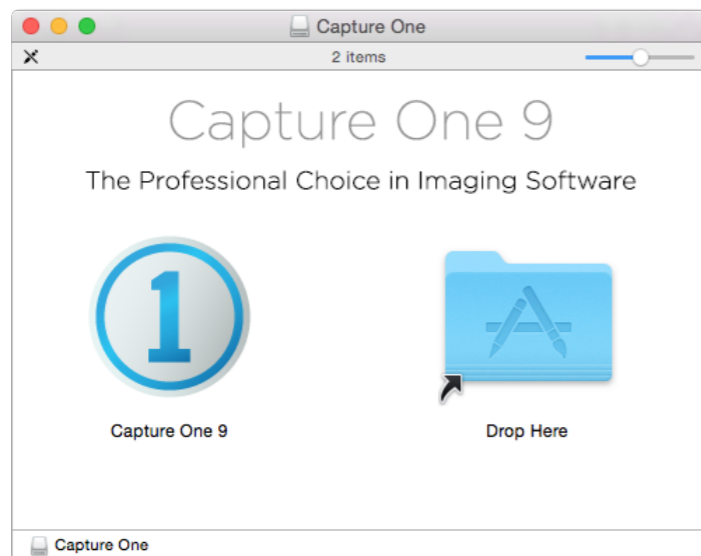 Capture One
2 items
Capture One 9
The Professional Choice in Imaging Software
1
Capture One 9
Drop Here
Capture One